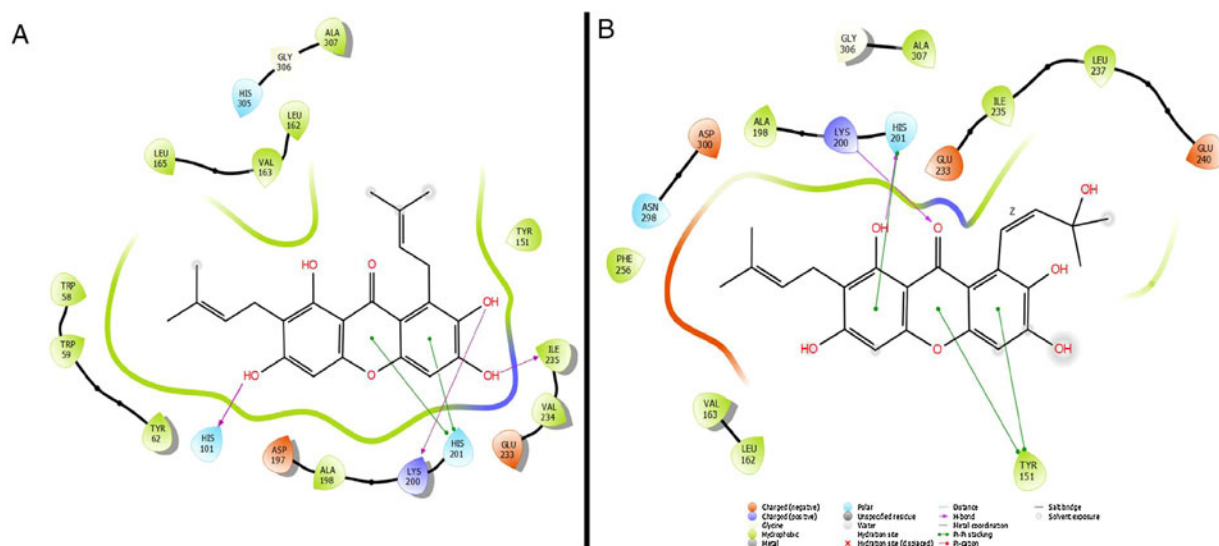 A
ALA
307
GLY
306
HIS
305
LEU
162
LEU
165
VAL
163
TYR
151
TRP
58
TRP
59
TYR
62
HIS
101
ASP
197
ALA
198
LYS
200
HIS
201
GLU
233
VAL
234
ILE
235
HO
O
OH
HO
O
OH
B
GLY
306
ALA
307
LEU
237
ILE
235
GLU
240
GLU
233
ALA
198
LYS
200
HIS
201
ASP
300
ASN
298
PHE
256
VAL
163
LEU
162
TYR
151
OH
O
Z
OH
OH
HO
O
OH
Charged (negative)
Charged (positive)
Glycine
Hydrophobic
Metal
Polar
Unspecified residue
Water
Hydration site
Hydration site (displaced)
Distance
H-bond
Metal coordination
Pi-Pi stacking
Pi-cation
Salt bridge
Solvent exposure